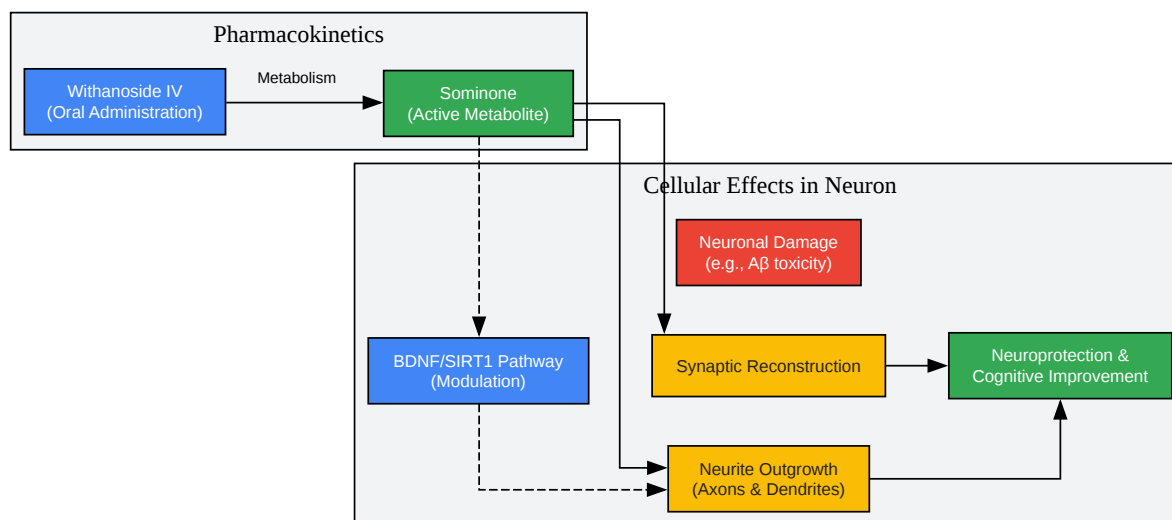 Pharmacokinetics
Withanoside IV
(Oral Administration)
Metabolism
Sominone
(Active Metabolite)
Cellular Effects in Neuron
Neuronal Damage
(e.g., Aβ toxicity)
BDNF/SIRT1 Pathway
(Modulation)
Synaptic Reconstruction
Neuroprotection &
Cognitive Improvement
Neurite Outgrowth
(Axons & Dendrites)